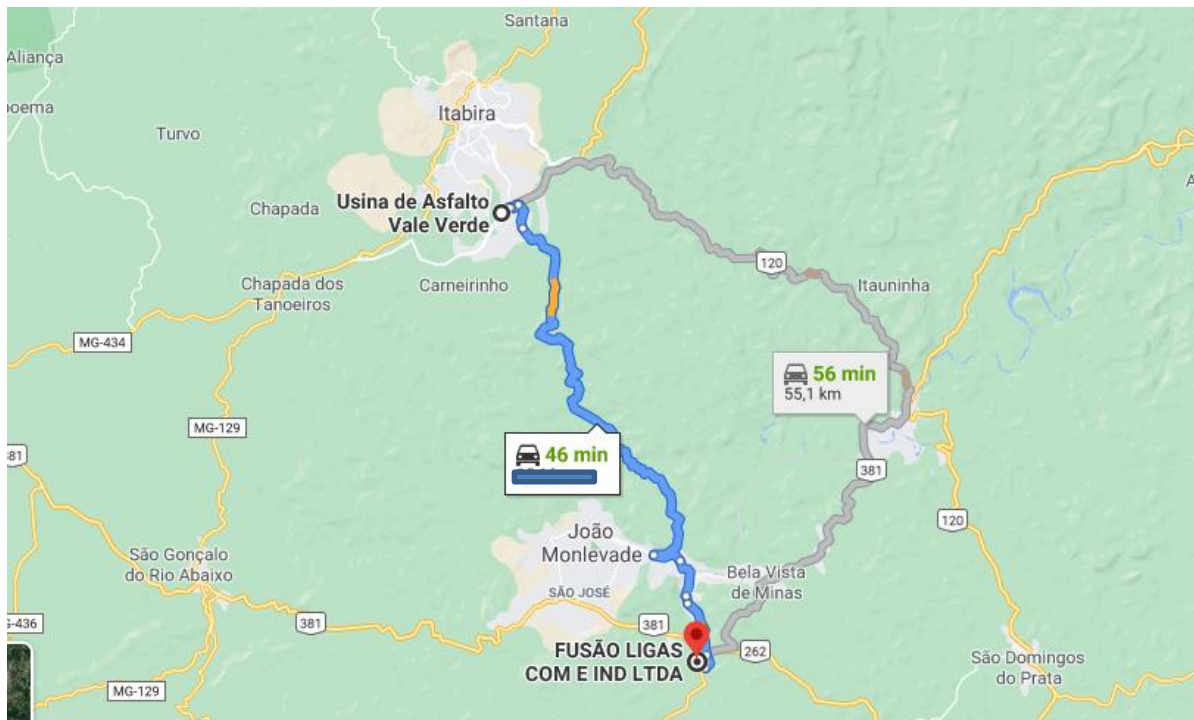 Santana
Aliança
Itabira
Turvo
Usina de Asfalto
Vale Verde
Chapada
120
Itauninha
Carneirinho
Chapada dos
Tanoeiros
MG-434
56 min
55,1 km
MG-129
46 min
381
120
João
Monlevade
São Gonçalo
do Rio Abaixo
Bela Vista
de Minas
SÃO JOSÉ
381
381
FUSÃO LIGAS
COM E IND LTDA
262
São Domingos
do Prata
MG-129